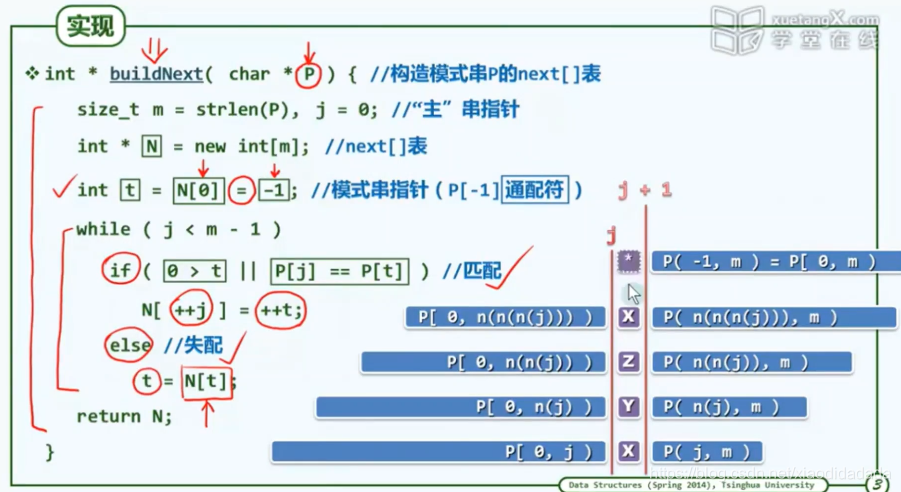 实现
xuetangX.com
学堂在线
❖ int * buildNext( char * P ) { //构造模式串P的next[]表
size_t m = strlen(P), j = 0; //“主”串指针
int * N = new int[m]; //next[]表
int t = N[0] = -1; //模式串指针（P[-1]通配符）
j + 1
while ( j < m - 1 )
j
* P( -1, m ) = P[ 0, m )
if ( 0 > t || P[j] == P[t] ) //匹配
N[ ++j ] = ++t;
P[ 0, n(n(n(j))) ) X P( n(n(n(j))), m )
else //失配
P[ 0, n(n(j)) ) Z P( n(n(j)), m )
t = N[t];
P[ 0, n(j) ) Y P( n(j), m )
return N;
}
P[ 0, j ) X P( j, m )
https://blog.csdn.net/xiaodidadada
Data Structures (Spring 2014), Tsinghua University
3